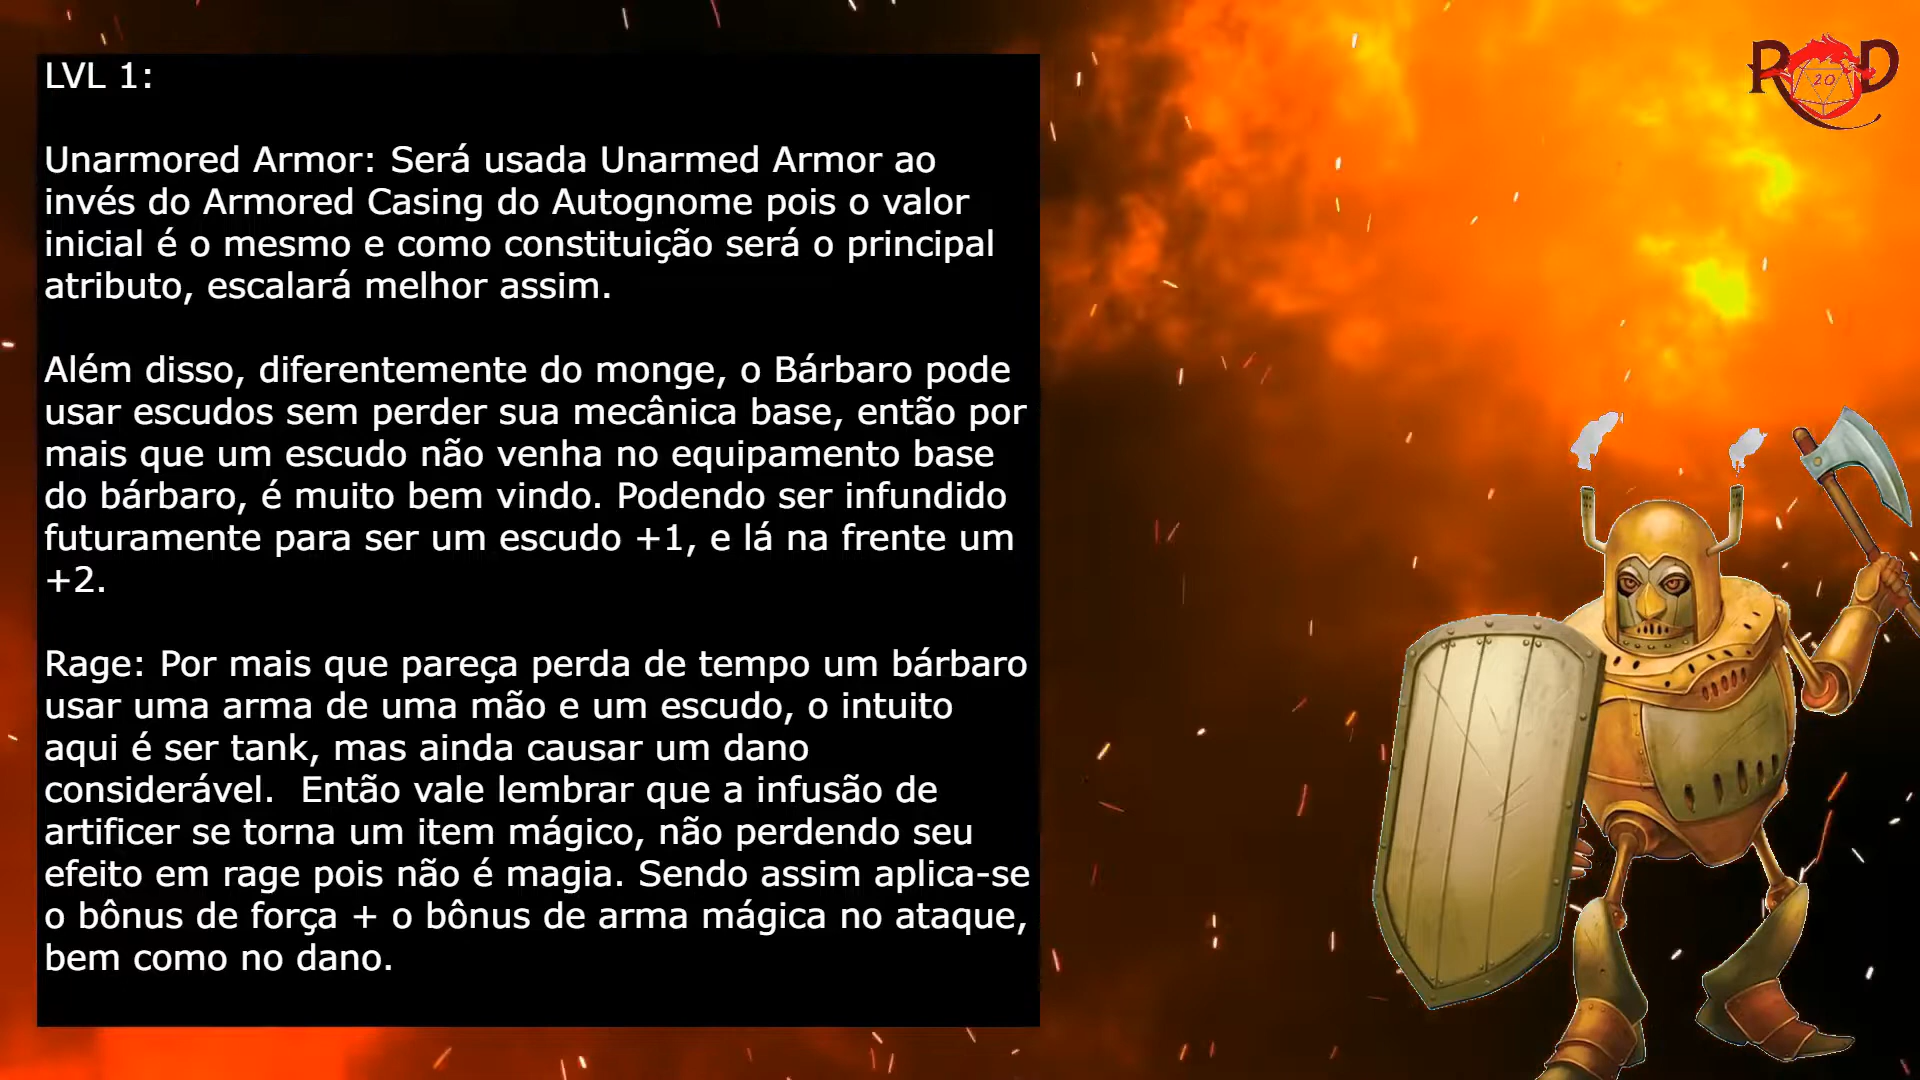 LVL 1:
Unarmored Armor: Será usada Unarmed Armor ao
invés do Armored Casing do Autognome pois o valor
inicial é o mesmo e como constituição será o principal
atributo, escalará melhor assim.
Além disso, diferentemente do monge, o Bárbaro pode
usar escudos sem perder sua mecânica base, então por
mais que um escudo não venha no equipamento base
do bárbaro, é muito bem vindo. Podendo ser infundido
futuramente para ser um escudo +1, e lá na frente um
+2.
Rage: Por mais que pareça perda de tempo um bárbaro
usar uma arma de uma mão e um escudo, o intuito
aqui é ser tank, mas ainda causar um dano
considerável.  Então vale lembrar que a infusão de
artificer se torna um item mágico, não perdendo seu
efeito em rage pois não é magia. Sendo assim aplica-se
o bônus de força + o bônus de arma mágica no ataque,
bem como no dano.
R 20 D